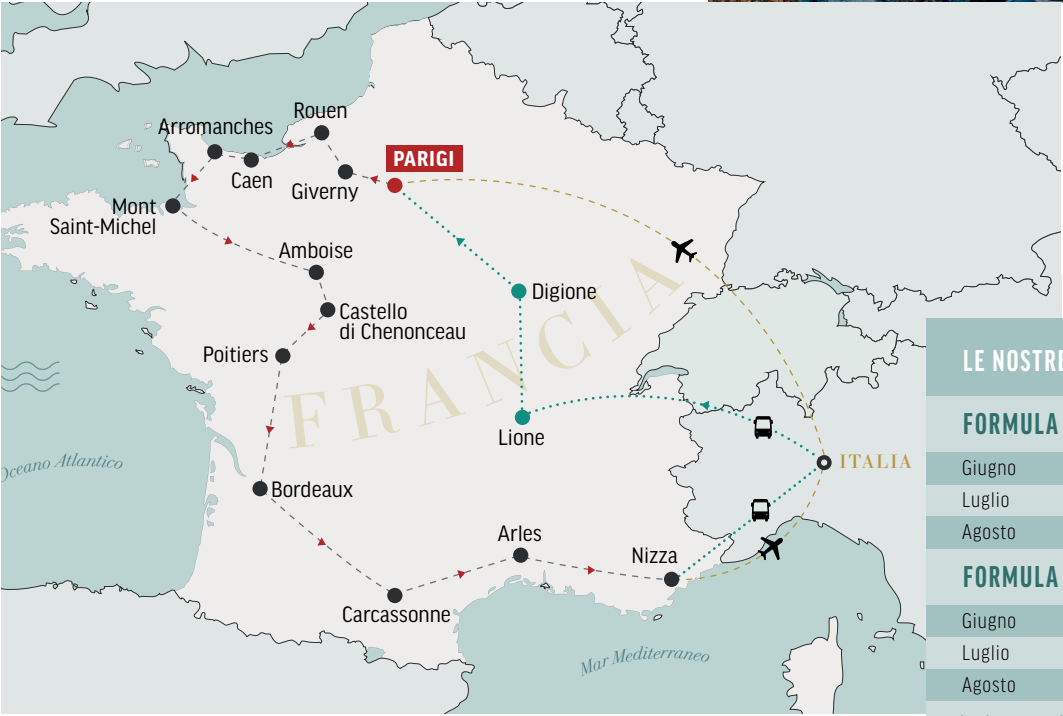 Rouen
Arromanches
PARIGI
Caen
Giverny
Mont
Saint-Michel
Amboise
Digione
Castello
di Chenonceau
FRANCIA
Poitiers
LE NOSTRE
FORMULA
Lione
ITALIA
Oceano Atlantico
Giugno
Bordeaux
Luglio
Arles
Agosto
Nizza
FORMULA
Carcassonne
Giugno
Mar Mediterraneo
Luglio
Agosto